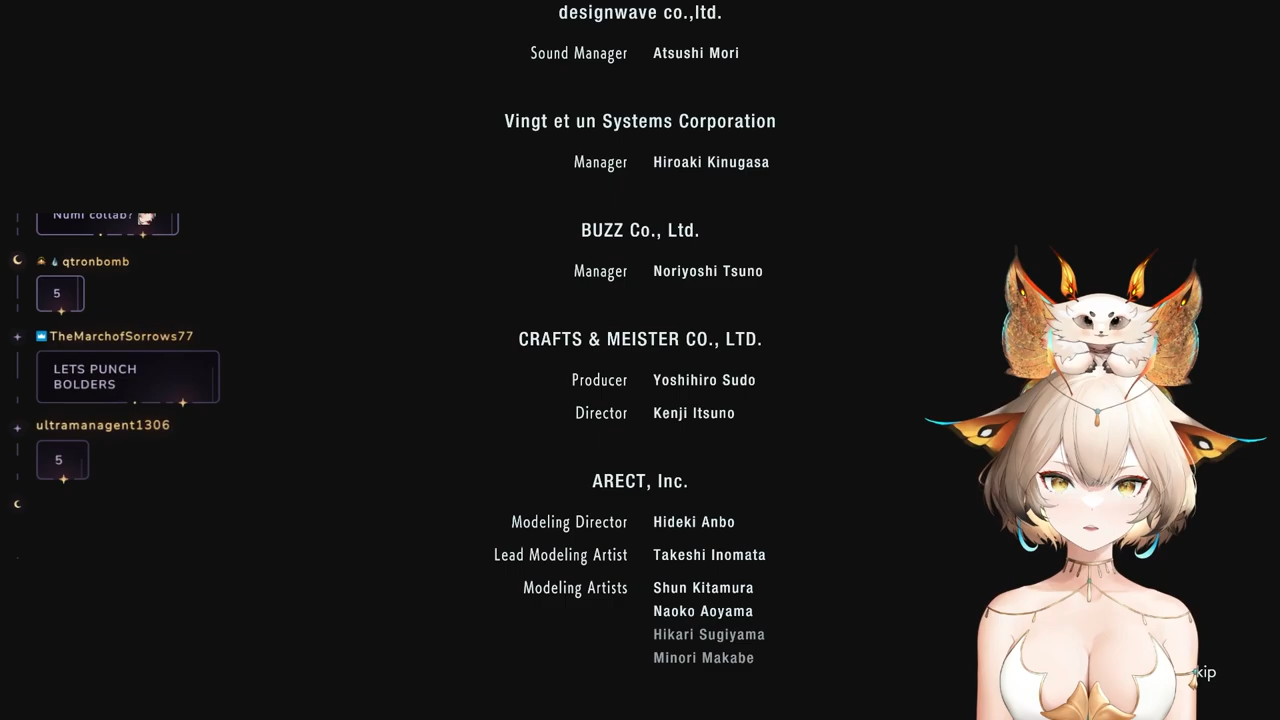 designwave co.,ltd.
Sound Manager Atsushi Mori
Vingt et un Systems Corporation
Manager Hiroaki Kinugasa
BUZZ Co., Ltd.
Manager Noriyoshi Tsuno
CRAFTS & MEISTER CO., LTD.
Producer Yoshihiro Sudo
Director Kenji Itsuno
ARECT, Inc.
Modeling Director Hideki Anbo
Lead Modeling Artist Takeshi Inomata
Modeling Artists Shun Kitamura
Naoko Aoyama
Hikari Sugiyama
Minori Makabe
Numi collab?
qtronbomb
5
TheMarchofSorrows77
LETS PUNCH
BOLDERS
ultramanagent1306
5
kip